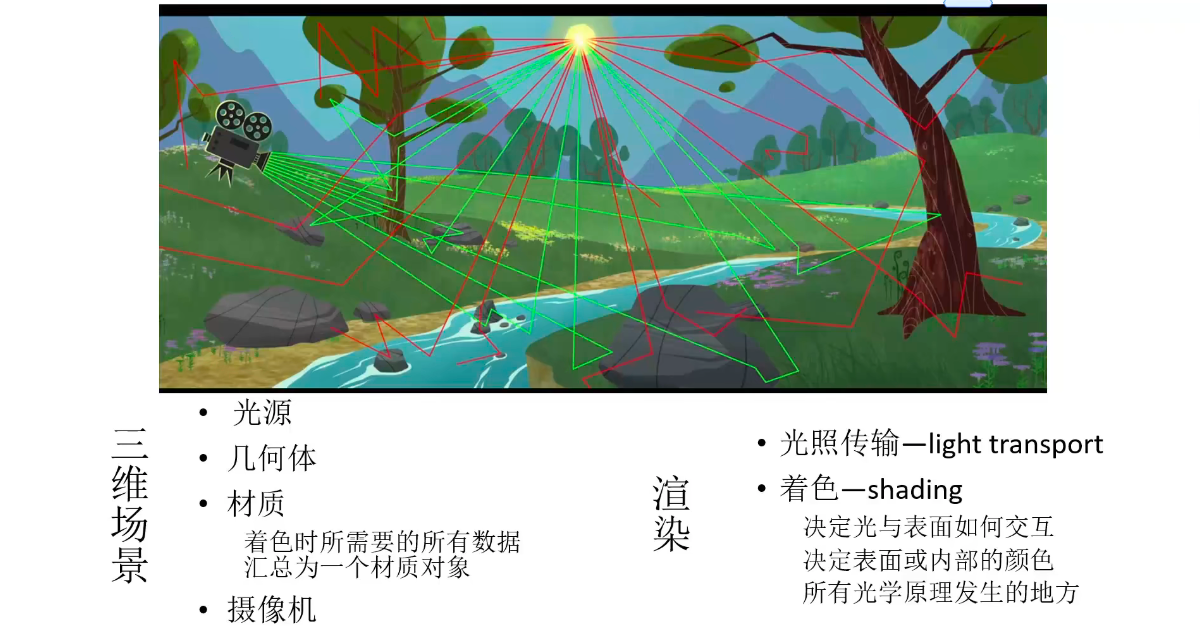 三维场景
• 光源
• 几何体
• 材质
着色时所需要的所有数据
汇总为一个材质对象
• 摄像机
渲染
• 光照传输—light transport
• 着色—shading
决定光与表面如何交互
决定表面或内部的颜色
所有光学原理发生的地方